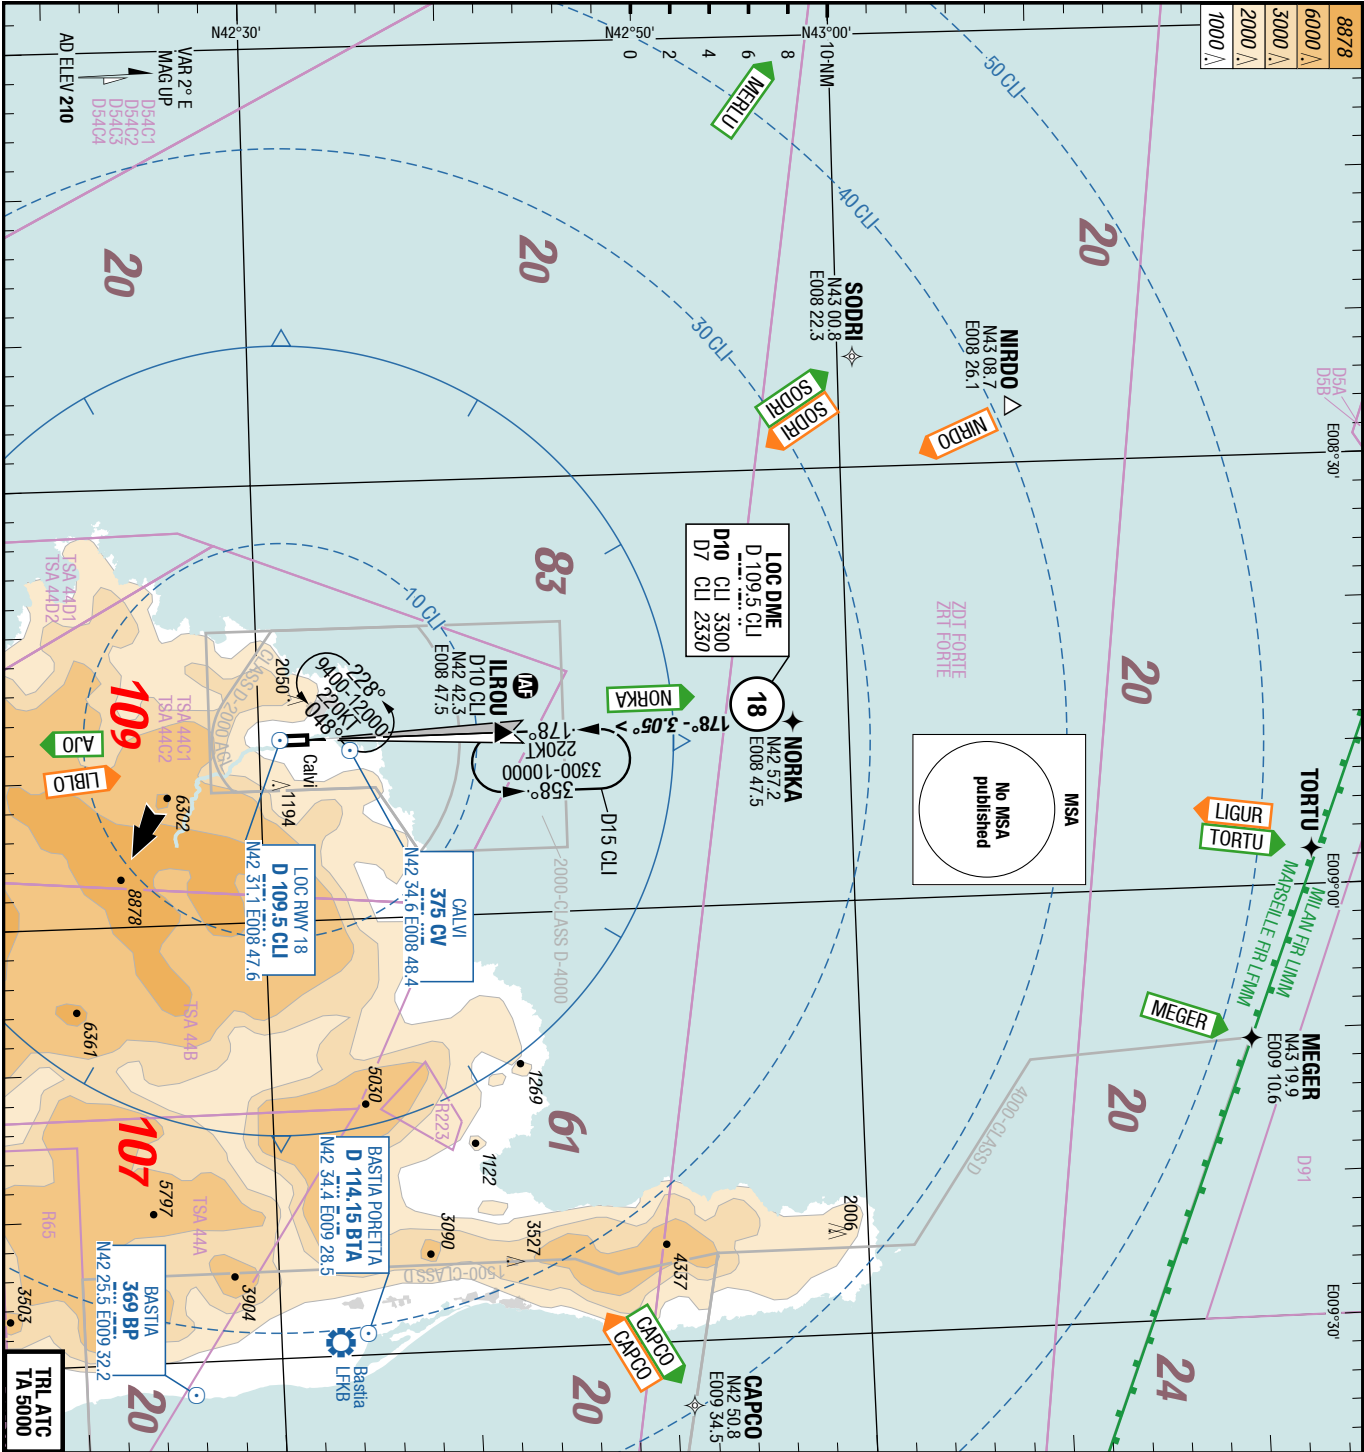 8878
6000
3000
2000
1000
VAR 2° E
MAG UP
AD ELEV 210
D54C1
D54C2
D54C3
D54C4
N42°30'
N42°50'
N43°00'
0
2
4
6
8
10-NM
50 CLI
40 CLI
30 CLI
10 CLI
MERLU
20
20
20
SODRI
N43 00.8
E008 22.3
NIRDO
N43 08.7
E008 26.1
SODRI
SODRI
NIRDO
D5A
D5B
E008°30'
LOC DME
D 109.5 CLI
D10 CLI 3300
D7 CLI 2330
83
ZDT FORTE
ZRT FORTE
20
TSA 44D1
TSA 44D2
109
TSA 44C1
TSA 44C2
CLASS D-2000 AGL
2050
228°
9400-12000
220KT
048°
IAF
ILROU
D10 CLI
N42 42.3
E008 47.5
NORKA
178° - 3.05° >
178°
220KT
3300-10000
358°
D15 CLI
18
NORKA
N42 57.2
E008 47.5
MSA
No MSA
published
TORTU
LIGUR
TORTU
E009°00'
MILAN FIR LIMM
MARSEILLE FIR LFMM
AJO
LIBLO
Calvi
1194
6302
8878
6361
LOC RWY 18
D 109.5 CLI
N42 31.1 E008 47.6
CALVI
375 CV
N42 34.6 E008 48.4
2000-CLASS D-4000
MEGER
MEGER
N43 19.9
E009 10.6
4000-CLASS D
D91
TSA 44B
5030
R223
1269
1122
61
20
107
5797
TSA 44A
R65
BASTIA PORETTA
D 114.15 BTA
N42 34.4 E009 28.5
3090
3527
1500-CLASS D
4337
2006
3904
3503
BASTIA
369 BP
N42 25.5 E009 32.2
Bastia
LFKB
CAPCO
CAPCO
CAPCO
N42 50.8
E009 34.5
E009°30'
20
20
24
TRL ATC
TA 5000